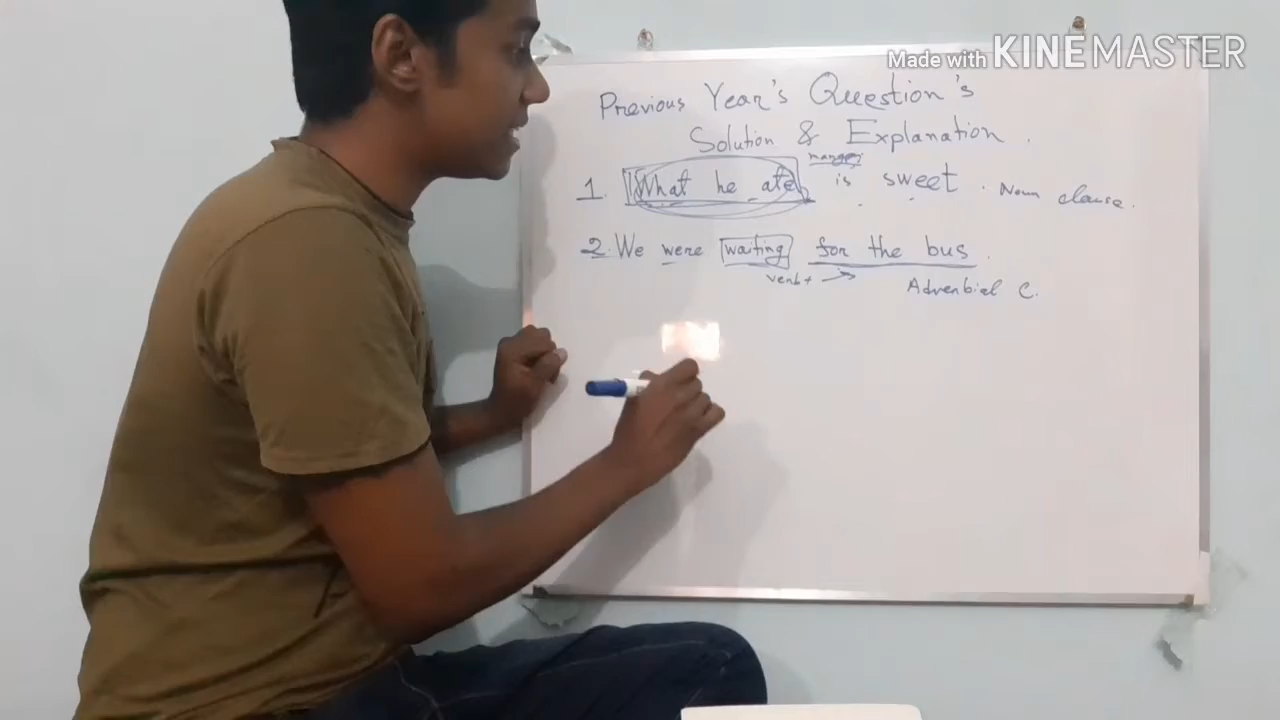 Made with KINEMASTER
Previous Year's Question's
Solution & Explanation.
mango
1. What he ate is sweet. Noun clause.
2. We were waiting for the bus.
verb + → Adverbial C.